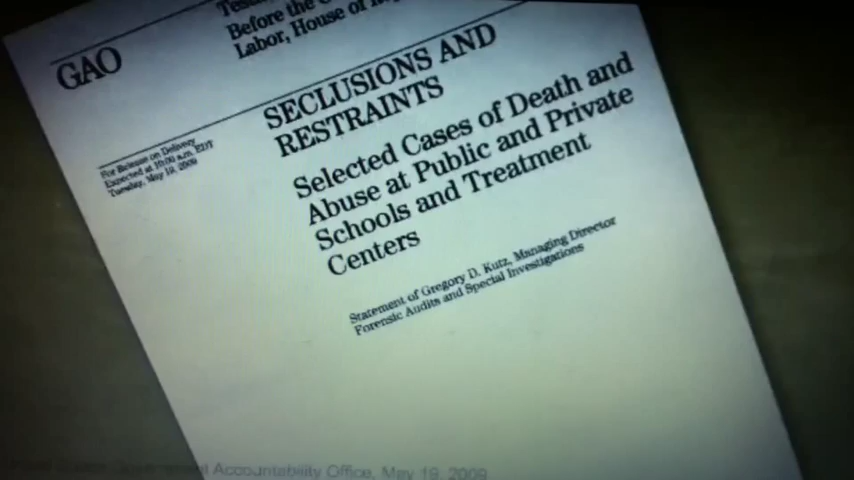 GAO
Before the
Labor, House of
SECLUSIONS AND
RESTRAINTS
For Release on Delivery
Expected at 10:00 a.m. EDT
Tuesday, May 19, 2009
Selected Cases of Death and
Abuse at Public and Private
Schools and Treatment
Centers
Statement of Gregory D. Kutz, Managing Director
Forensic Audits and Special Investigations
Accountability Office, May 19, 2009